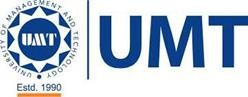 UNIVERSITY OF MANAGEMENT AND TECHNOLOGY
UMT
Estd. 1990
UMT